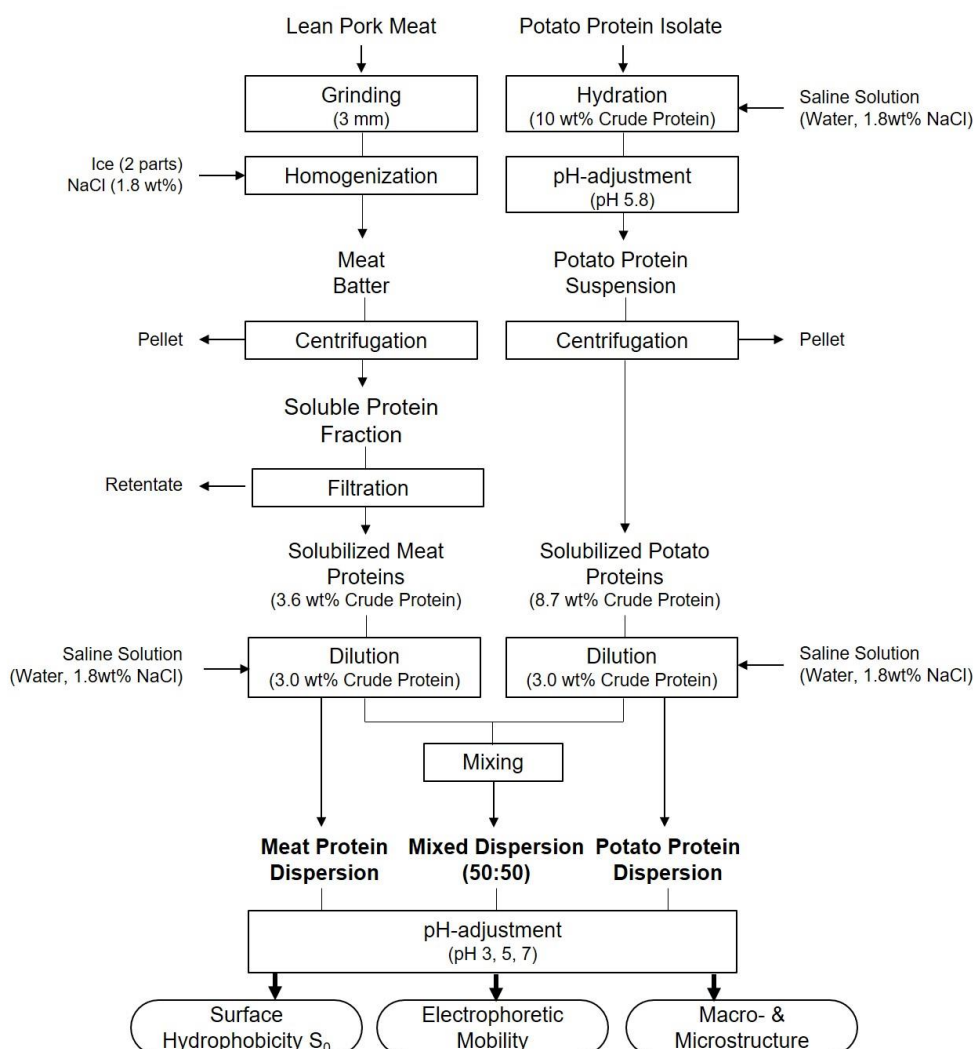 Lean Pork Meat
Potato Protein Isolate
Grinding
(3 mm)
Hydration
(10 wt% Crude Protein)
Saline Solution
(Water, 1.8wt% NaCl)
Ice (2 parts)
NaCl (1.8 wt%)
Homogenization
pH-adjustment
(pH 5.8)
Meat
Batter
Potato Protein
Suspension
Pellet
Centrifugation
Centrifugation
Pellet
Soluble Protein
Fraction
Retentate
Filtration
Solubilized Meat
Proteins
(3.6 wt% Crude Protein)
Solubilized Potato
Proteins
(8.7 wt% Crude Protein)
Saline Solution
(Water, 1.8wt% NaCl)
Dilution
(3.0 wt% Crude Protein)
Dilution
(3.0 wt% Crude Protein)
Saline Solution
(Water, 1.8wt% NaCl)
Mixing
Meat Protein
Dispersion
Mixed Dispersion
(50:50)
Potato Protein
Dispersion
pH-adjustment
(pH 3, 5, 7)
Surface
Hydrophobicity S₀
Electrophoretic
Mobility
Macro- &
Microstructure